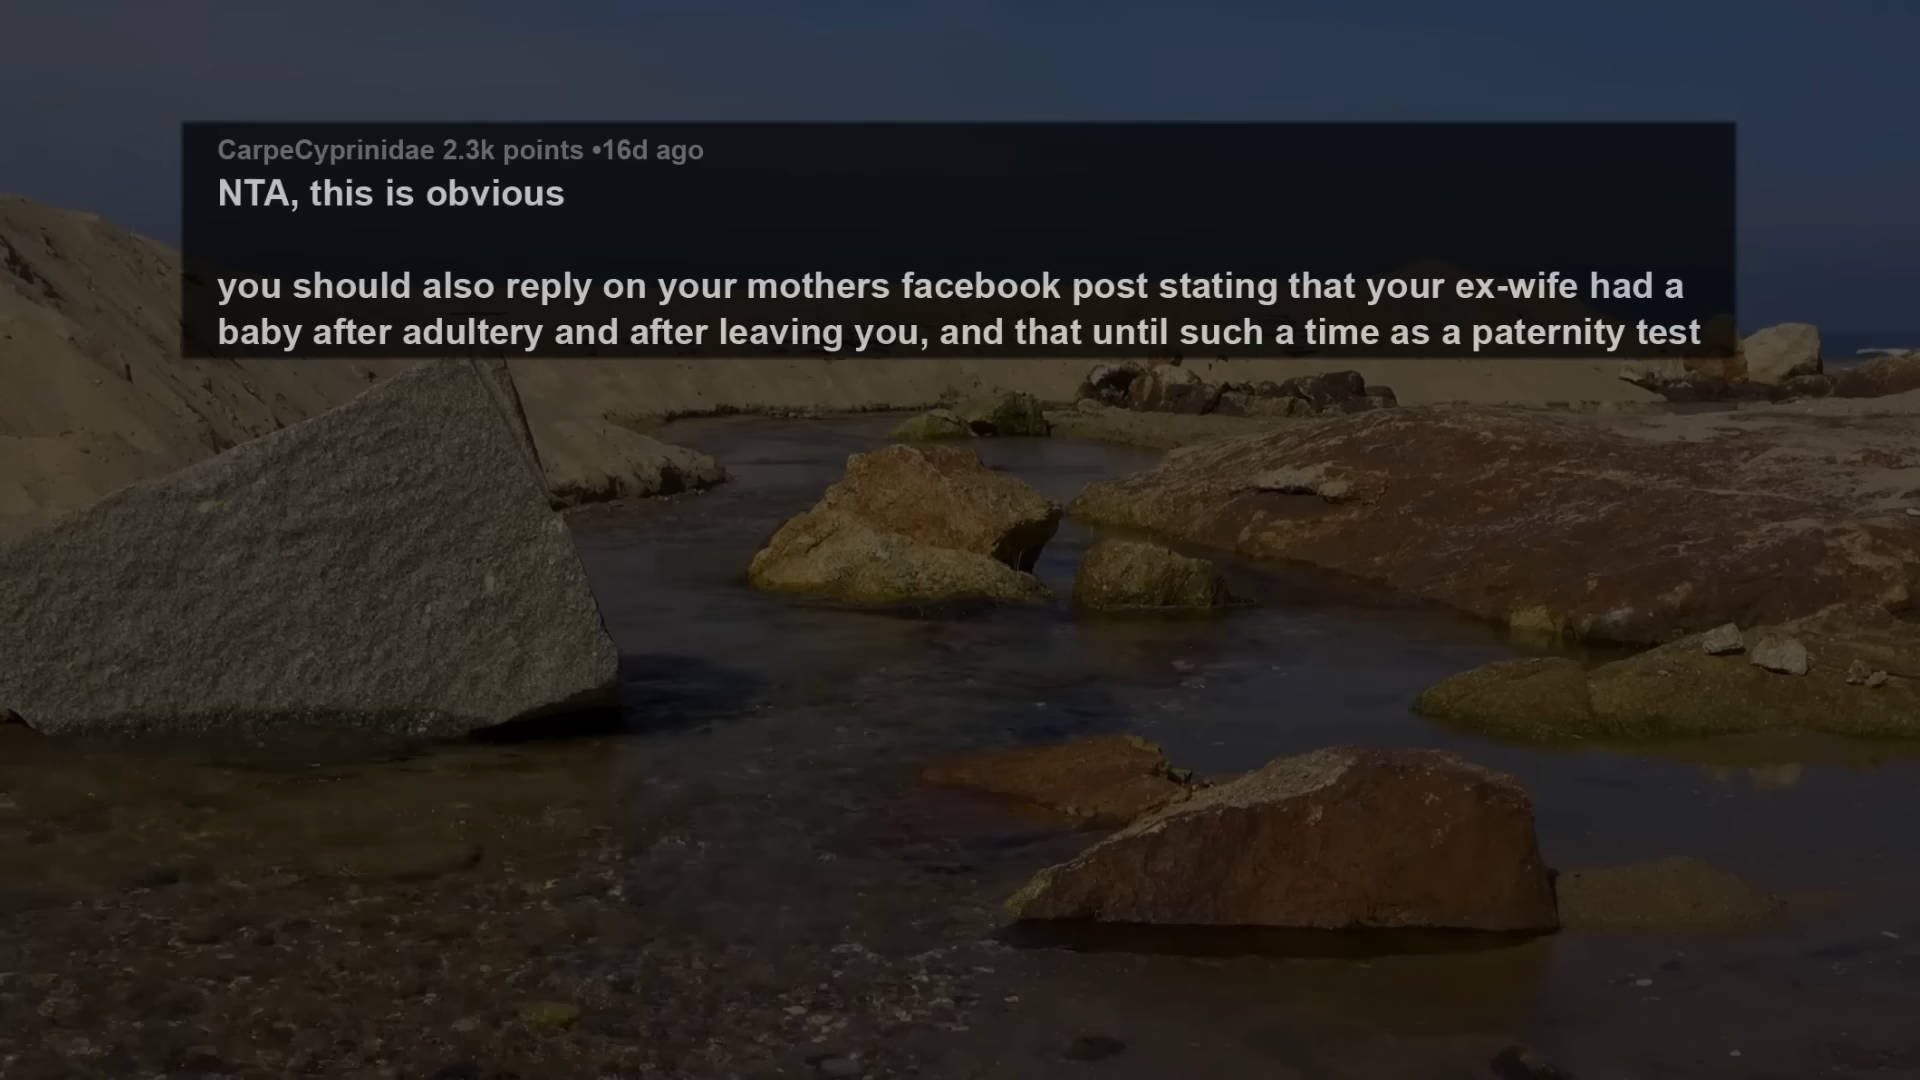 CarpeCyprinidae 2.3k points •16d ago
NTA, this is obvious
you should also reply on your mothers facebook post stating that your ex-wife had a
baby after adultery and after leaving you, and that until such a time as a paternity test